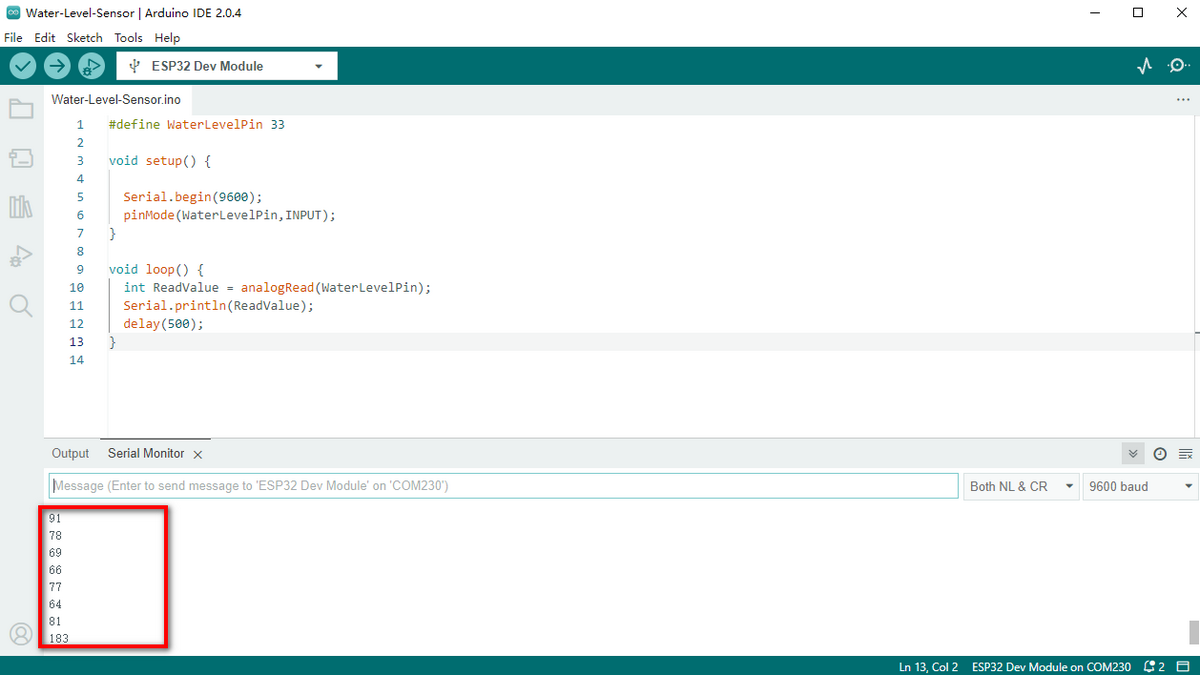 Water-Level-Sensor | Arduino IDE 2.0.4
File Edit Sketch Tools Help
ESP32 Dev Module
Water-Level-Sensor.ino
1 #define WaterLevelPin 33
2
3 void setup() {
4
5 Serial.begin(9600);
6 pinMode(WaterLevelPin,INPUT);
7 }
8
9 void loop() {
10 int ReadValue = analogRead(WaterLevelPin);
11 Serial.println(ReadValue);
12 delay(500);
13 }
14
Output Serial Monitor
Message (Enter to send message to 'ESP32 Dev Module' on 'COM230') Both NL & CR 9600 baud
91
78
69
66
77
64
81
183
Ln 13, Col 2 ESP32 Dev Module on COM230 2